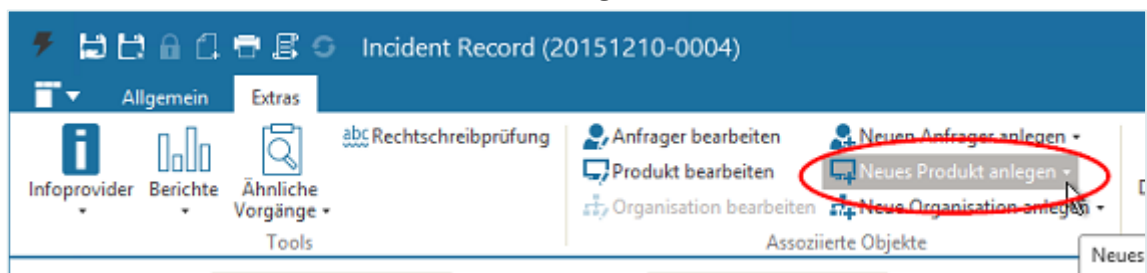 Incident Record (20151210-0004)
Allgemein Extras
abc Rechtschreibprüfung Anfrager bearbeiten Neuen Anfrager anlegen
Produkt bearbeiten Neues Produkt anlegen
Infoprovider Berichte Ähnliche Vorgänge Organisation bearbeiten Neue Organisation anlegen
Tools Assoziierte Objekte
Neues